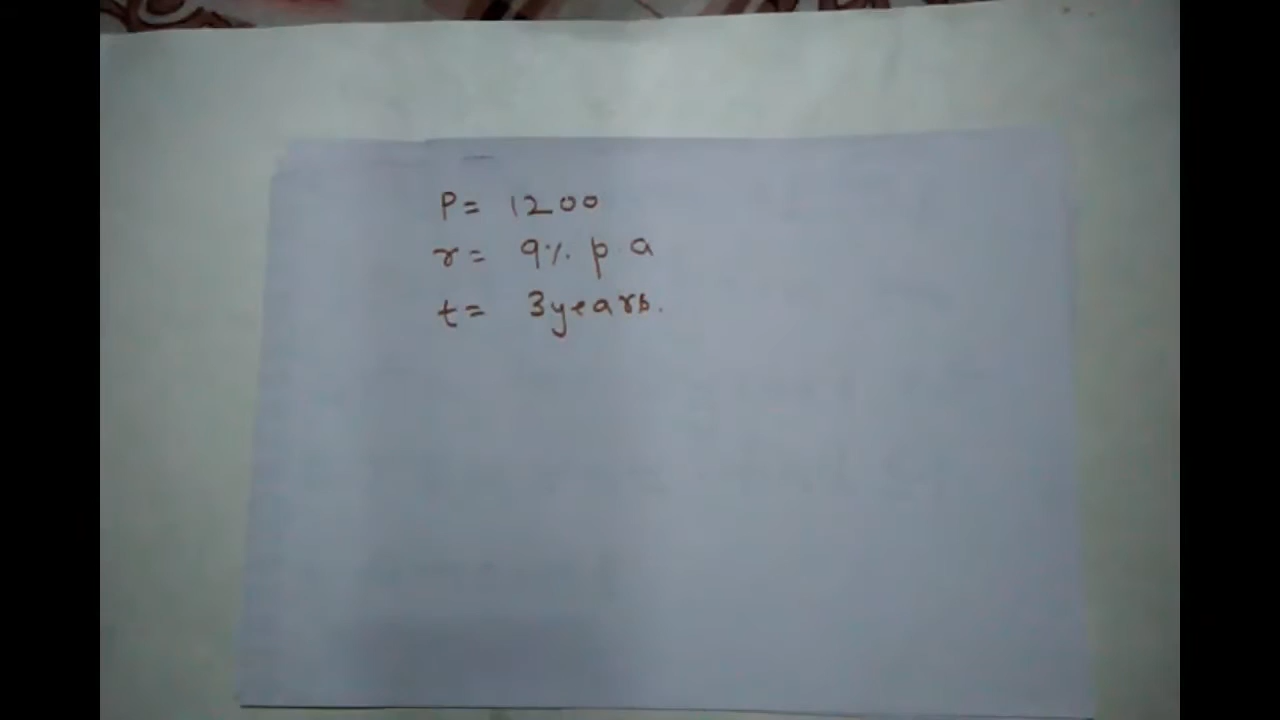 P= 1200
r= 9% p a
t= 3years.